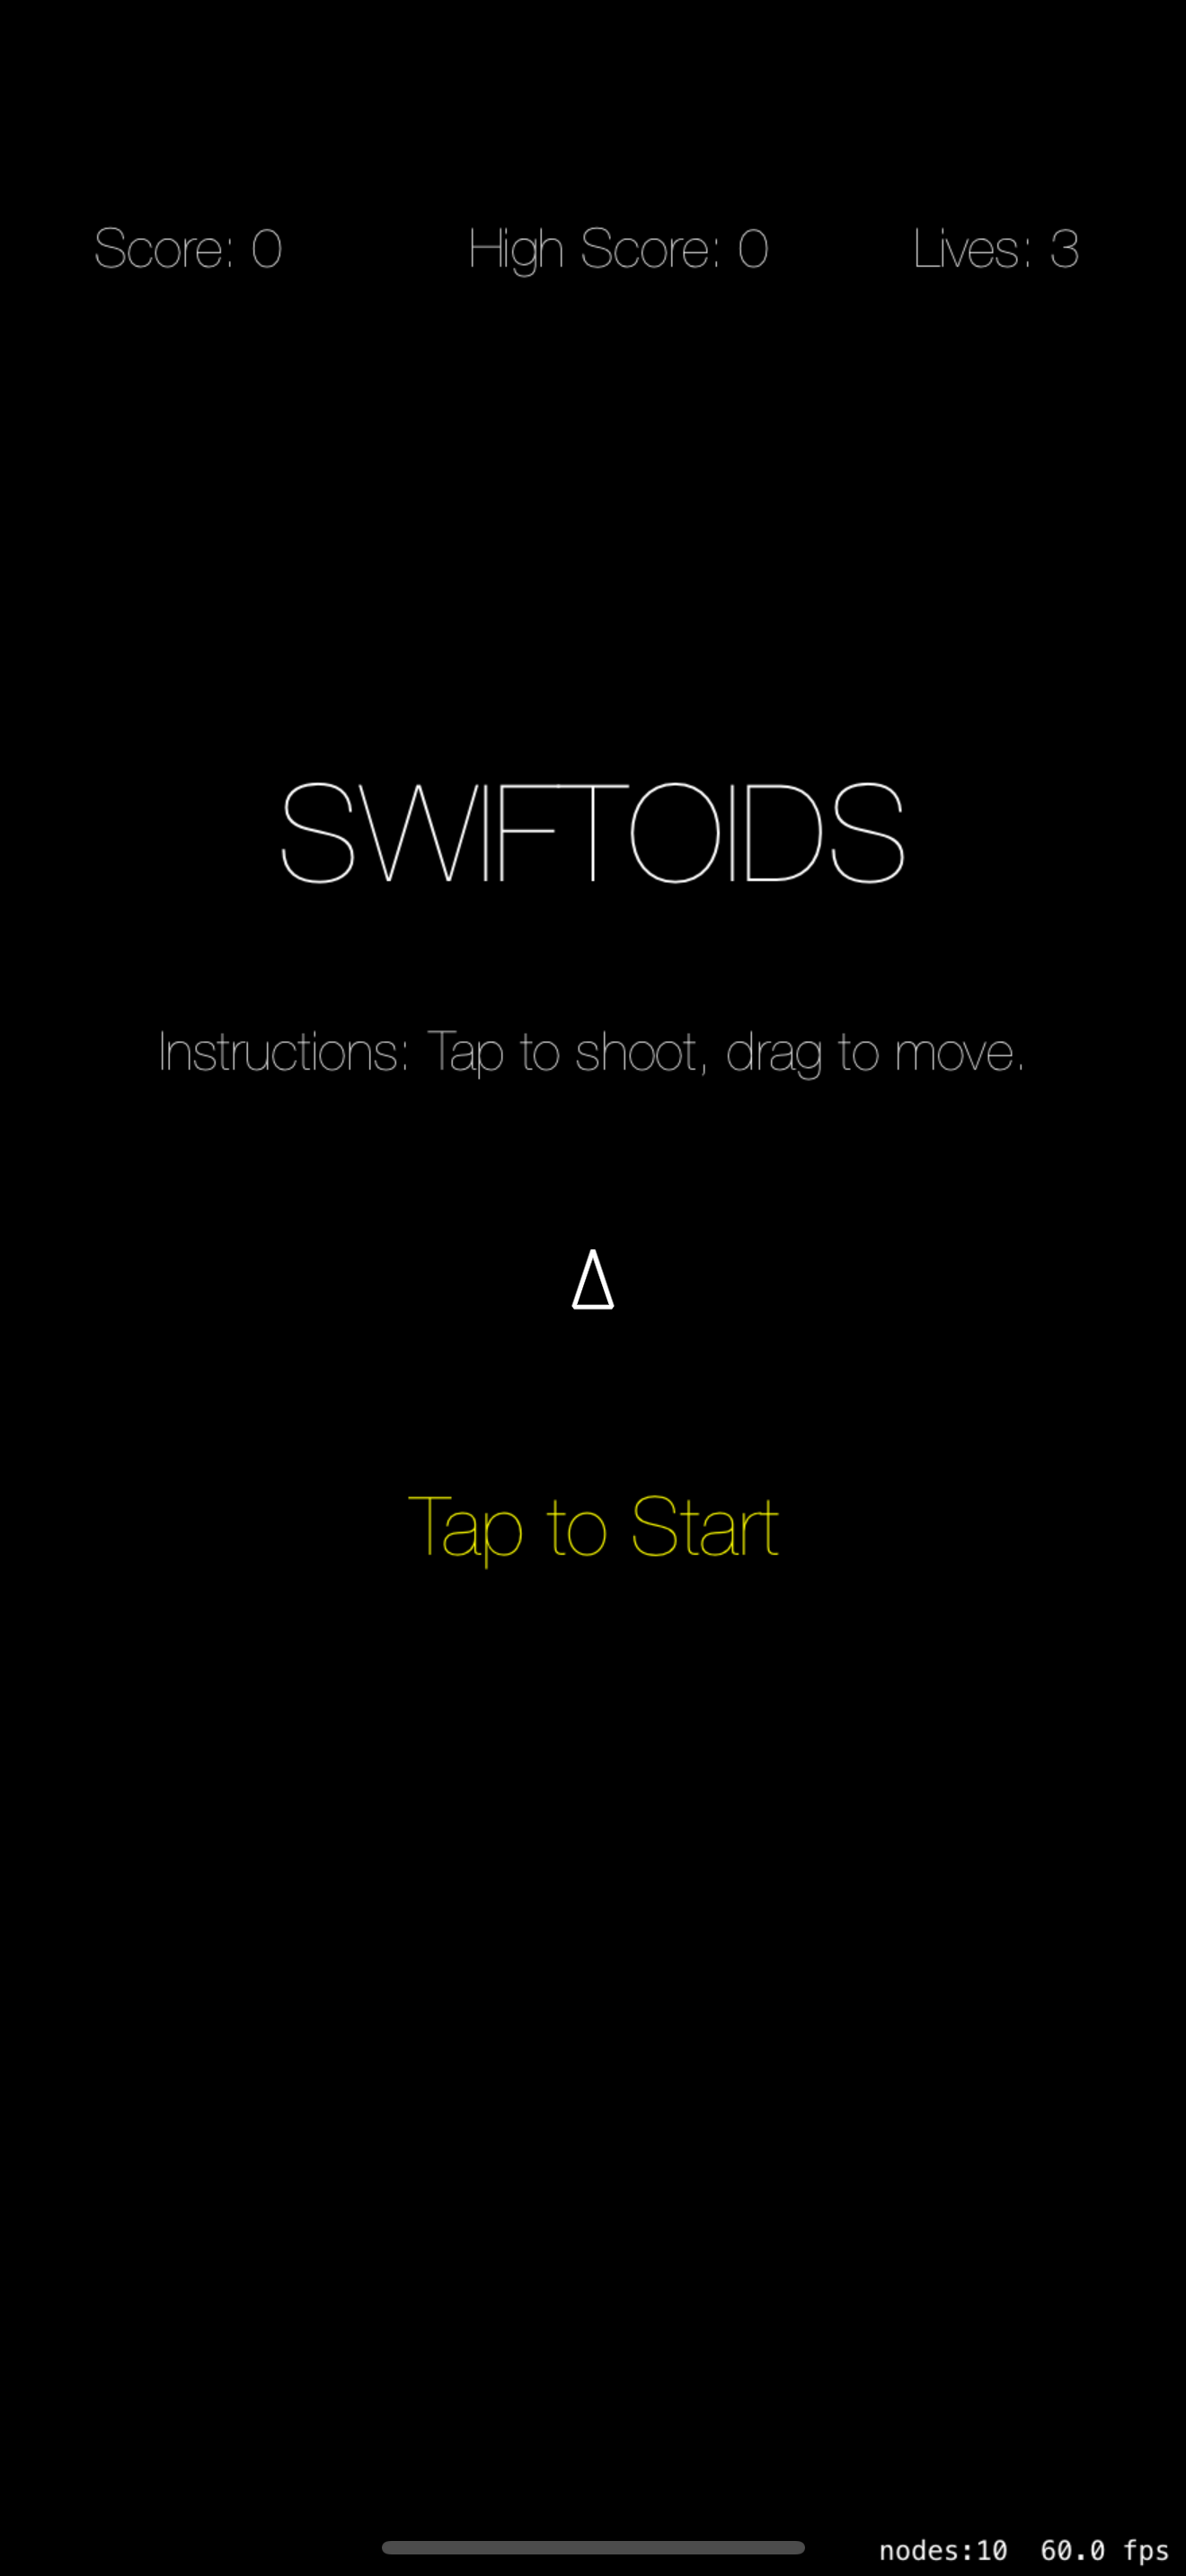 Score: 0 High Score: 0 Lives: 3
SWIFTOIDS
Instructions: Tap to shoot, drag to move.
Tap to Start
nodes:10 60.0 fps